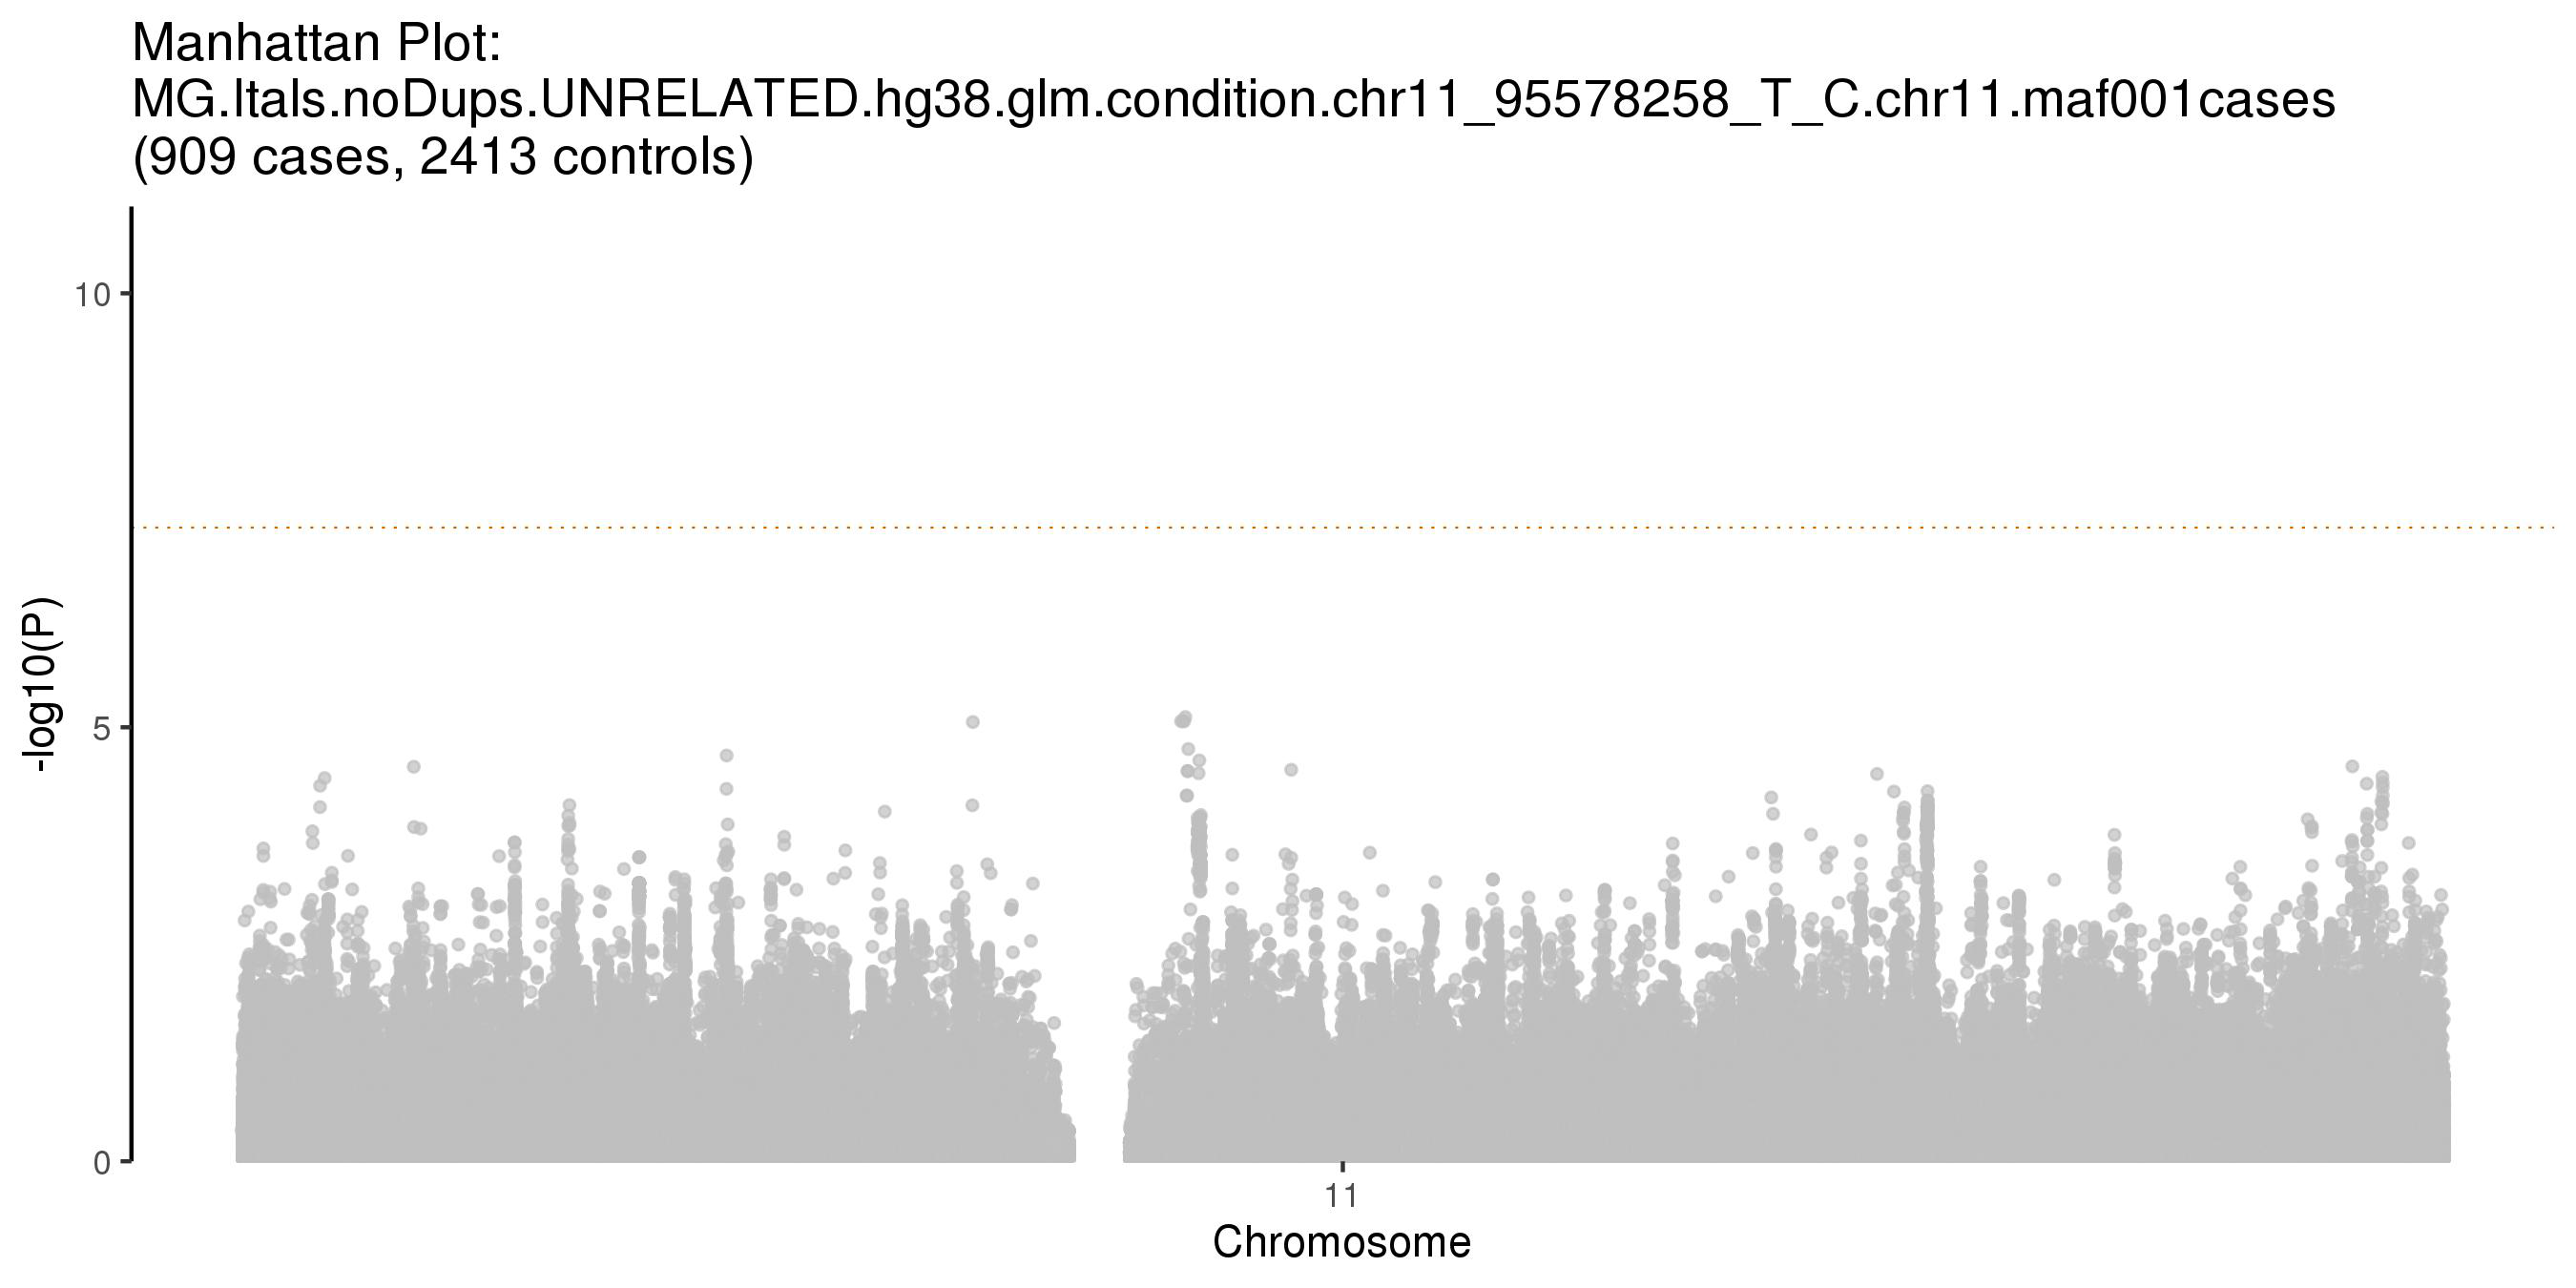 Manhattan Plot:
MG.Itals.noDups.UNRELATED.hg38.glm.condition.chr11_95578258_T_C.chr11.maf001cases
(909 cases, 2413 controls)
10
5
0
-log10(P)
11
Chromosome